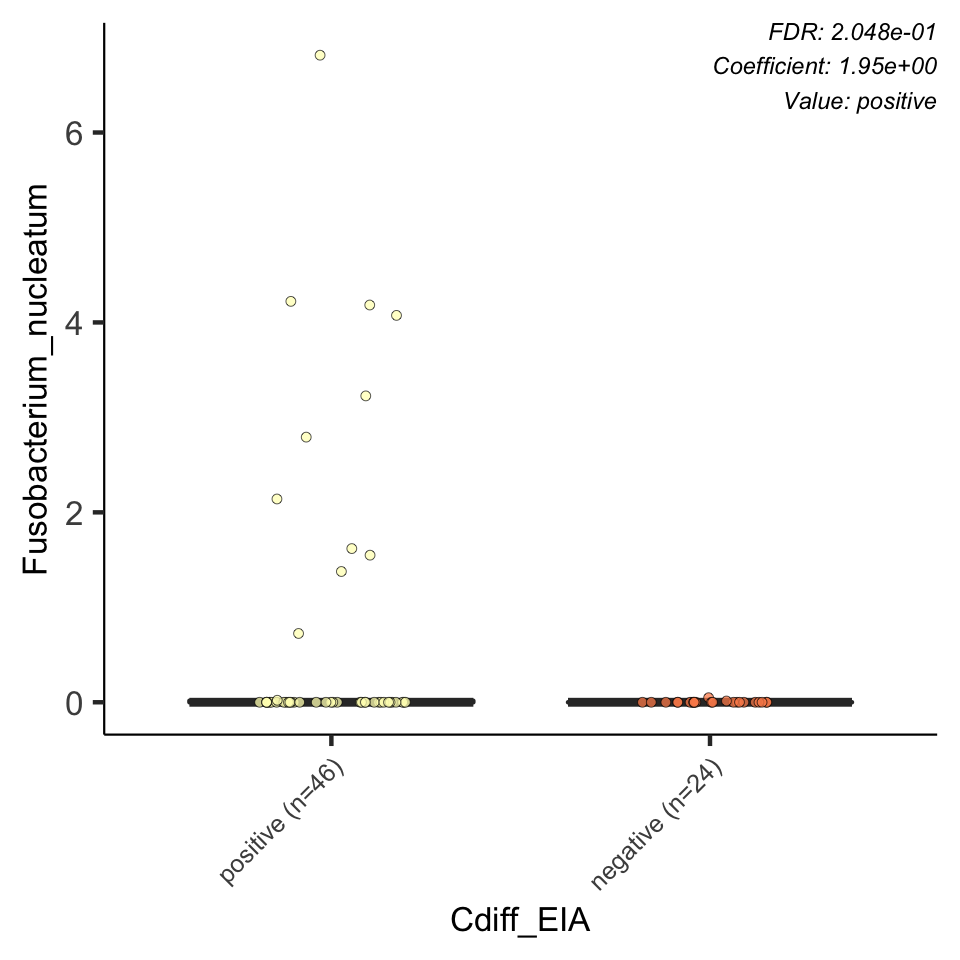 FDR: 2.048e-01
Coefficient: 1.95e+00
Value: positive
Fusobacterium_nucleatum
6
4
2
0
positive (n=46)
negative (n=24)
Cdiff_EIA